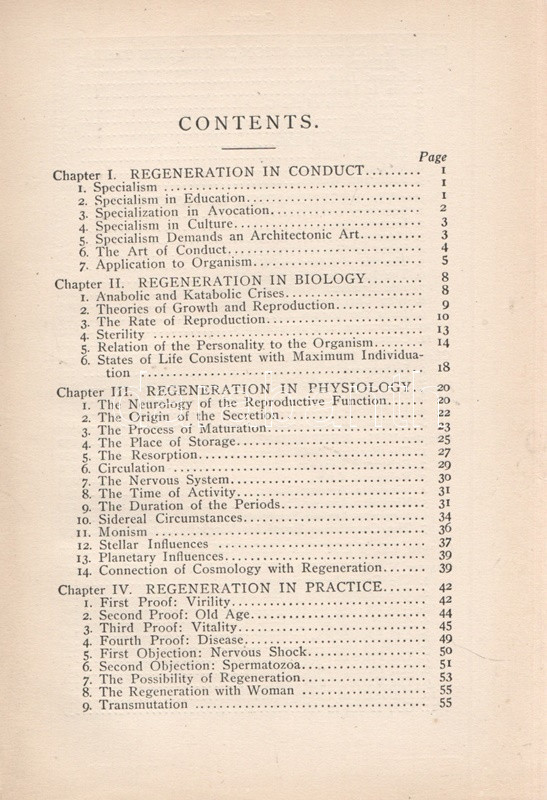 CONTENTS.
Page
Chapter I. REGENERATION IN CONDUCT......... 1
1. Specialism ........................................ 1
2. Specialism in Education........................... 1
3. Specialization in Avocation....................... 2
4. Specialism in Culture............................. 3
5. Specialism Demands an Architectonic Art......... 3
6. The Art of Conduct............................... 4
7. Application to Organism.......................... 5
Chapter II. REGENERATION IN BIOLOGY......... 8
1. Anabolic and Katabolic Crises.................... 8
2. Theories of Growth and Reproduction............. 9
3. The Rate of Reproduction......................... 10
4. Sterility ........................................ 13
5. Relation of the Personality to the Organism....... 14
6. States of Life Consistent with Maximum Individua-
tion ............................................ 18
Chapter III. REGENERATION IN PHYSIOLOGY. 20
1. The Neurology of the Reproductive Function...... 20
2. The Origin of the Secretion...................... 22
3. The Process of Maturation........................ 23
4. The Place of Storage............................. 25
5. The Resorption................................... 27
6. Circulation ...................................... 29
7. The Nervous System............................... 30
8. The Time of Activity............................. 31
9. The Duration of the Periods...................... 31
10. Sidereal Circumstances........................... 34
11. Monism .......................................... 36
12. Stellar Influences ............................... 37
13. Planetary Influences............................. 39
14. Connection of Cosmology with Regeneration....... 39
Chapter IV. REGENERATION IN PRACTICE....... 42
1. First Proof: Virility............................. 42
2. Second Proof: Old Age........................... 44
3. Third Proof: Vitality............................ 45
4. Fourth Proof: Disease............................ 49
5. First Objection: Nervous Shock.................. 50
6. Second Objection: Spermatozoa................... 51
7. The Possibility of Regeneration.................. 53
8. The Regeneration with Woman .................... 55
9. Transmutation ................................... 55